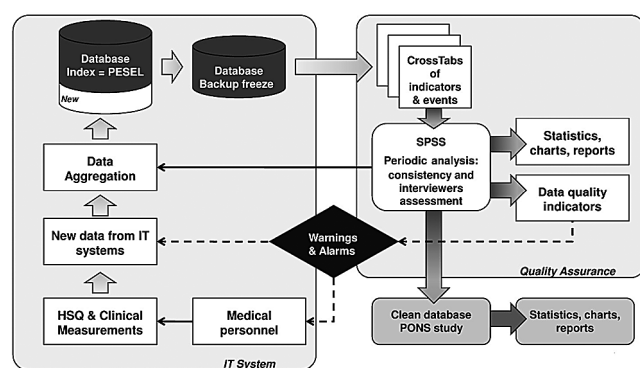 Database
Index = PESEL
New
Database
Backup freeze
CrossTabs
of
indicators
& events
Data
Aggregation
SPSS
Periodic analysis:
consistency and
interviewers
assessment
Statistics,
charts, reports
Data quality
indicators
New data from IT
systems
Warnings
& Alarms
Quality Assurance
HSQ & Clinical
Measurements
Medical
personnel
Clean database
PONS study
Statistics, charts,
reports
IT System